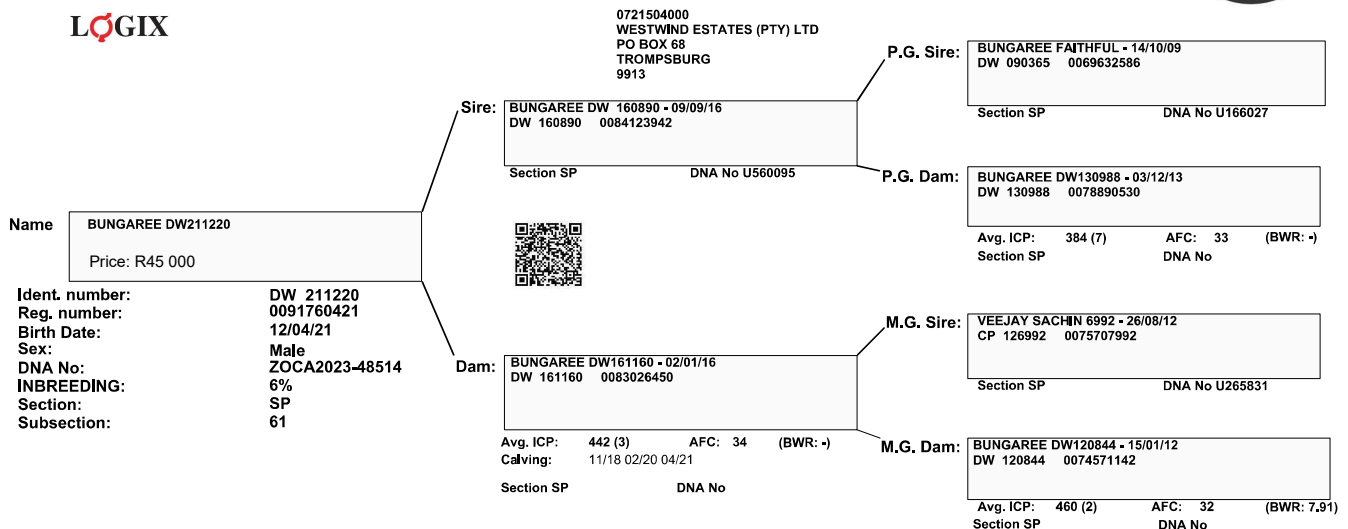 LOGIX
0721504000
WESTWIND ESTATES (PTY) LTD
PO BOX 68
TROMPSBURG
9913
P.G. Sire:
BUNGAREE FAITHFUL - 14/10/09
DW 090365 0069632586
Section SP DNA No U166027
Sire:
BUNGAREE DW 160890 - 09/09/16
DW 160890 0084123942
Section SP DNA No U560095
P.G. Dam:
BUNGAREE DW130988 - 03/12/13
DW 130988 0078890530
Avg. ICP: 384 (7) AFC: 33 (BWR: -)
Section SP DNA No
Name
BUNGAREE DW211220
Price: R45 000
Ident. number: DW 211220
Reg. number: 0091760421
Birth Date: 12/04/21
Sex: Male
DNA No: ZOCA2023-48514
INBREEDING: 6%
Section: SP
Subsection: 61
M.G. Sire:
VEEJAY SACHIN 6992 - 26/08/12
CP 126992 0075707992
Section SP DNA No U265831
Dam:
BUNGAREE DW161160 - 02/01/16
DW 161160 0083026450
Avg. ICP: 442 (3) AFC: 34 (BWR: -)
Calving: 11/18 02/20 04/21
Section SP DNA No
M.G. Dam:
BUNGAREE DW120844 - 15/01/12
DW 120844 0074571142
Avg. ICP: 460 (2) AFC: 32 (BWR: 7.91)
Section SP DNA No